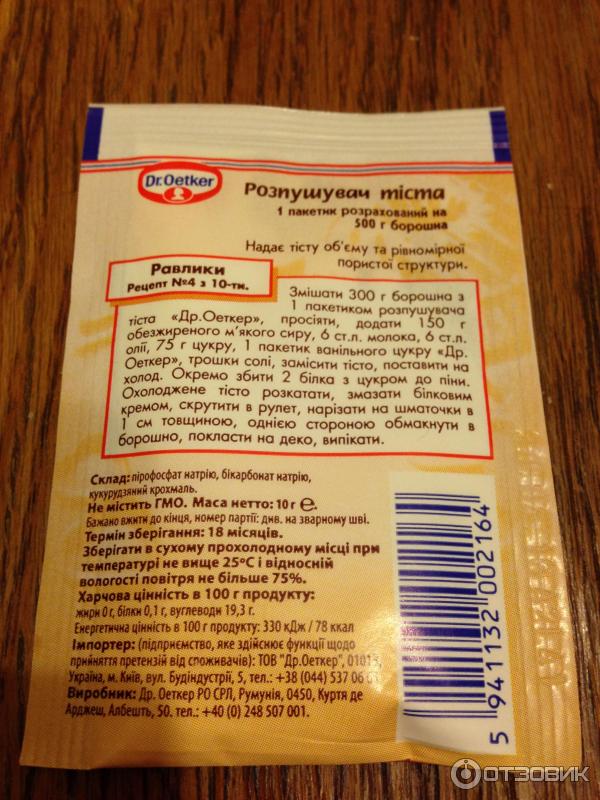 Dr.Oetker
Розпушувач тіста
1 пакетик розрахований на
500 г борошна
Надає тісту об'єму та рівномірної
пористої структури.
Равлики
Рецепт №4 з 10-ти.
Змішати 300 г борошна з
1 пакетиком розпушувача
тіста «Др.Оеткер», просіяти, додати 150 г
обезжиреного м'якого сиру, 6 ст.л. молока, 6 ст.л.
олії, 75 г цукру, 1 пакетик ванільного цукру «Др.
Оеткер», трошки солі, замісити тісто, поставити на
холод. Окремо збити 2 білка з цукром до піни.
Охолоджене тісто розкатати, змазати білковим
кремом, скрутити в рулет, нарізати на шматочки в
1 см товщиною, однією стороною обмакнути в
борошно, покласти на деко, випікати.
Склад: пірофосфат натрію, бікарбонат натрію,
кукурудзяний крохмаль.
Не містить ГМО. Маса нетто: 10 г ℮.
Бажано вжити до кінця, номер партії: див. на зварному шві.
Термін зберігання: 18 місяців.
Зберігати в сухому прохолодному місці при
температурі не вище 25ºС і відносній
вологості повітря не більше 75%.
Харчова цінність в 100 г продукту:
жири 0 г, білки 0,1 г, вуглеводи 19,3 г.
Енергетична цінність в 100 г продукту: 330 кДж / 78 ккал
Імпортер: (підприємство, яке здійснює функції щодо
прийняття претензій від споживачів): ТОВ "Др.Оеткер", 01013,
Україна, м. Київ, вул. Будіндустрії, 5, тел.: +38 (044) 537 06
Виробник: Др. Оеткер РО СРЛ, Румунія, 0450, Куртя де
Арджеш, Албешть, 50. тел.: +40 (0) 248 507 001.
5 941132 002164
ОТЗОВИК